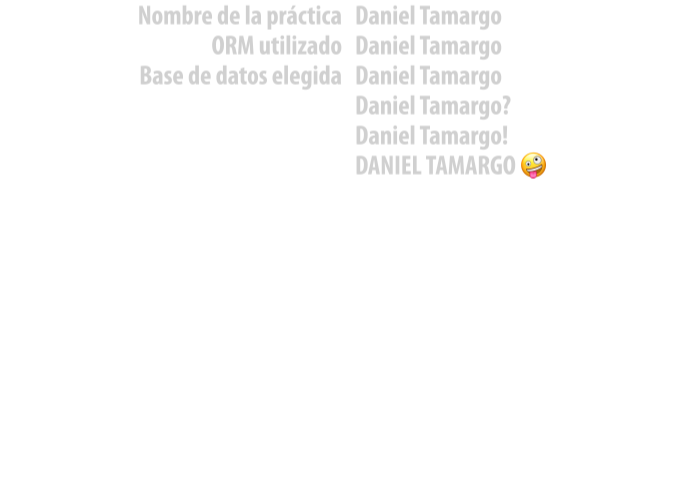 Nombre de la práctica Daniel Tamargo
ORM utilizado Daniel Tamargo
Base de datos elegida Daniel Tamargo
Daniel Tamargo?
Daniel Tamargo!
DANIEL TAMARGO 🤪